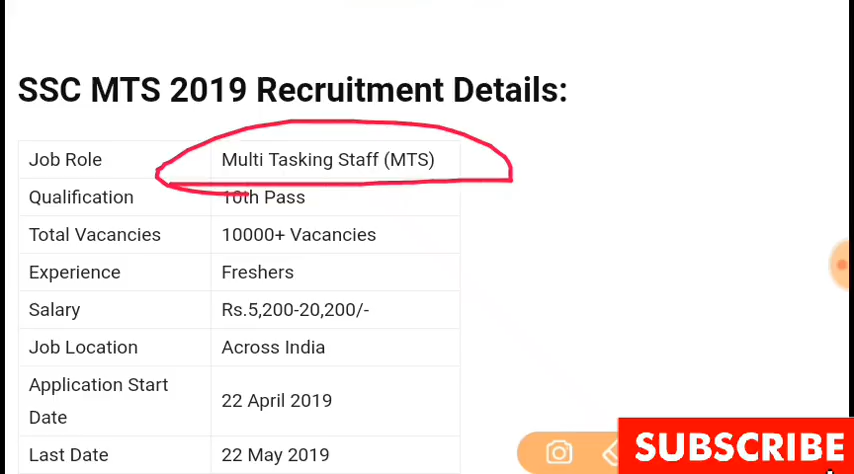 SSC MTS 2019 Recruitment Details:
Job Role Multi Tasking Staff (MTS)
Qualification 10th Pass
Total Vacancies 10000+ Vacancies
Experience Freshers
Salary Rs.5,200-20,200/-
Job Location Across India
Application Start
Date 22 April 2019
Last Date 22 May 2019
SUBSCRIBE